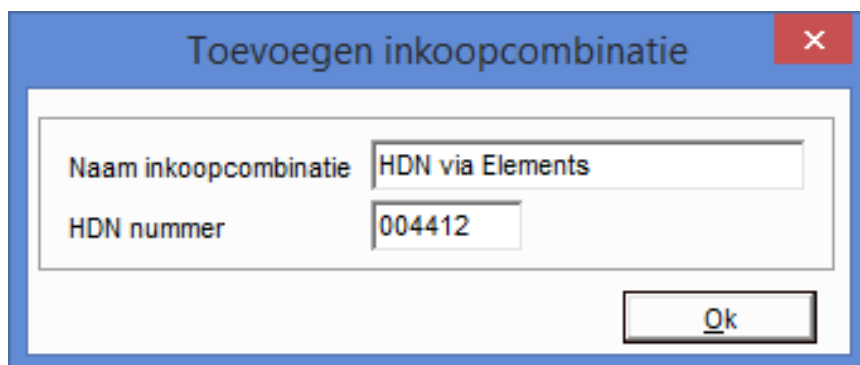 Toevoegen inkoopcombinatie
Naam inkoopcombinatie HDN via Elements
HDN nummer 004412
Ok